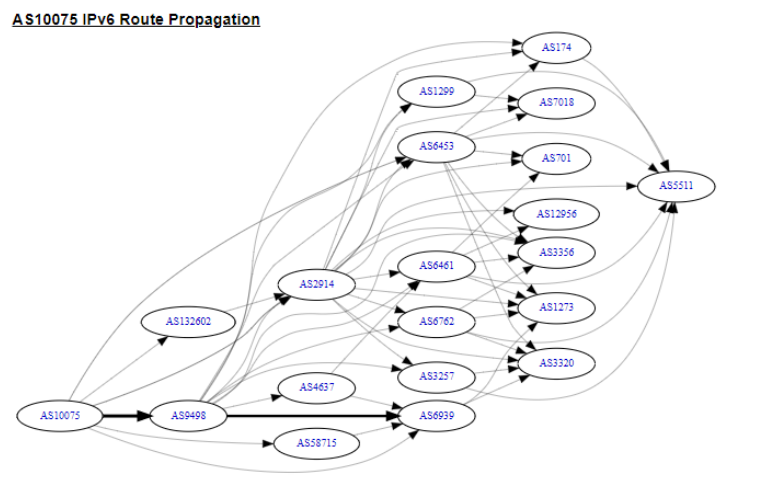 AS10075 IPv6 Route Propagation
AS174
AS1299
AS7018
AS6453
AS701
AS5511
AS12956
AS3356
AS6461
AS2914
AS1273
AS132602
AS6762
AS3320
AS3257
AS4637
AS10075
AS9498
AS6939
AS58715